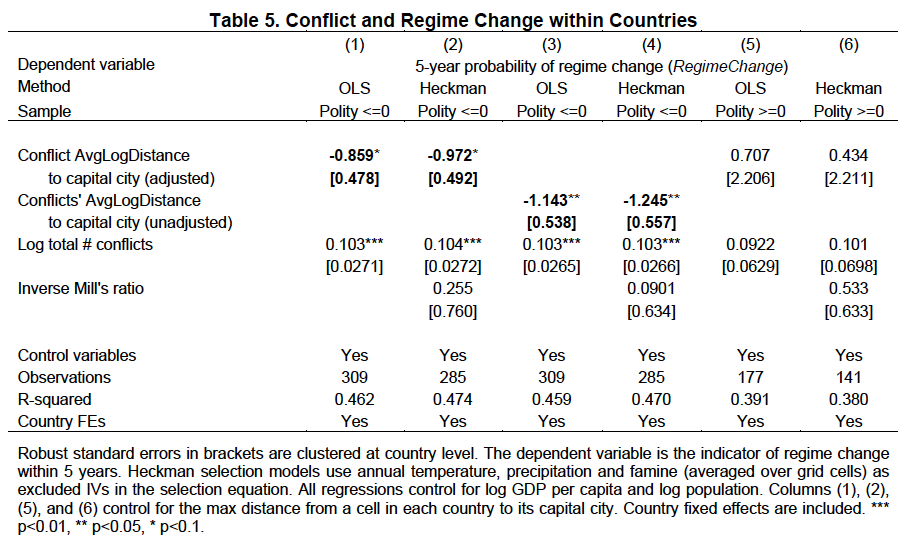 Table 5. Conflict and Regime Change within Countries
(1) (2) (3) (4) (5) (6)
Dependent variable 5-year probability of regime change (RegimeChange)
Method OLS Heckman OLS Heckman OLS Heckman
Sample Polity <=0 Polity <=0 Polity <=0 Polity <=0 Polity >=0 Polity >=0
Conflict AvgLogDistance -0.859* -0.972* 0.707 0.434
to capital city (adjusted) [0.478] [0.492] [2.206] [2.211]
Conflicts' AvgLogDistance -1.143** -1.245**
to capital city (unadjusted) [0.538] [0.557]
Log total # conflicts 0.103*** 0.104*** 0.103*** 0.103*** 0.0922 0.101
[0.0271] [0.0272] [0.0265] [0.0266] [0.0629] [0.0698]
Inverse Mill's ratio 0.255 0.0901 0.533
[0.760] [0.634] [0.633]
Control variables Yes Yes Yes Yes Yes Yes
Observations 309 285 309 285 177 141
R-squared 0.462 0.474 0.459 0.470 0.391 0.380
Country FEs Yes Yes Yes Yes Yes Yes
Robust standard errors in brackets are clustered at country level. The dependent variable is the indicator of regime change
within 5 years. Heckman selection models use annual temperature, precipitation and famine (averaged over grid cells) as
excluded IVs in the selection equation. All regressions control for log GDP per capita and log population. Columns (1), (2),
(5), and (6) control for the max distance from a cell in each country to its capital city. Country fixed effects are included. ***
p<0.01, ** p<0.05, * p<0.1.